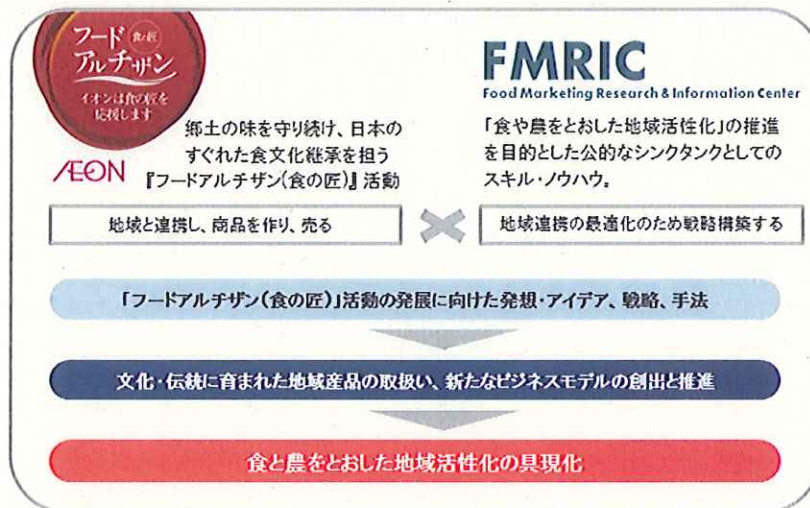 フード 食の匠
アルチザン
イオンは食の匠を
応援します
ÆON
郷土の味を守り続け、日本の
すぐれた食文化継承を担う
『フードアルチザン(食の匠)』活動
地域と連携し、商品を作り、売る
FMRIC
Food Marketing Research & Information Center
「食や農をとおした地域活性化」の推進
を目的とした公的なシンクタンクとしての
スキル・ノウハウ。
地域連携の最適化のため戦略構築する
「フードアルチザン(食の匠)」活動の発展に向けた発想・アイデア、戦略、手法
文化・伝統に育まれた地域産品の取扱い、新たなビジネスモデルの創出と推進
食と農をとおした地域活性化の具現化